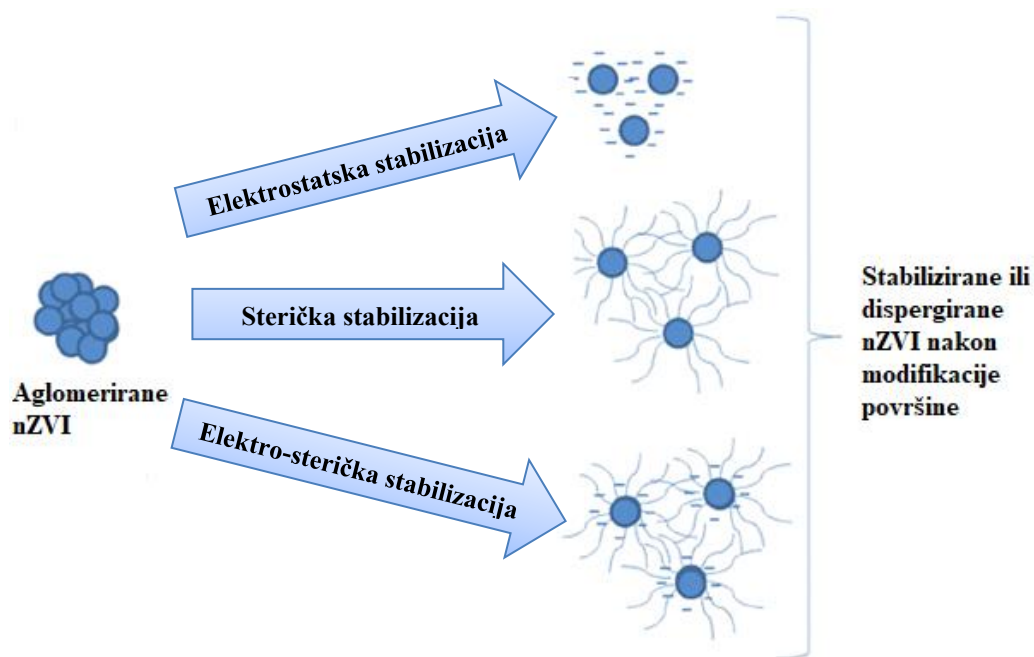 Elektrostatska stabilizacija
Sterička stabilizacija
Elektro-sterička stabilizacija
Aglomerirane
nZVI
Stabilizirane ili
dispergirane
nZVI nakon
modifikacije
površine